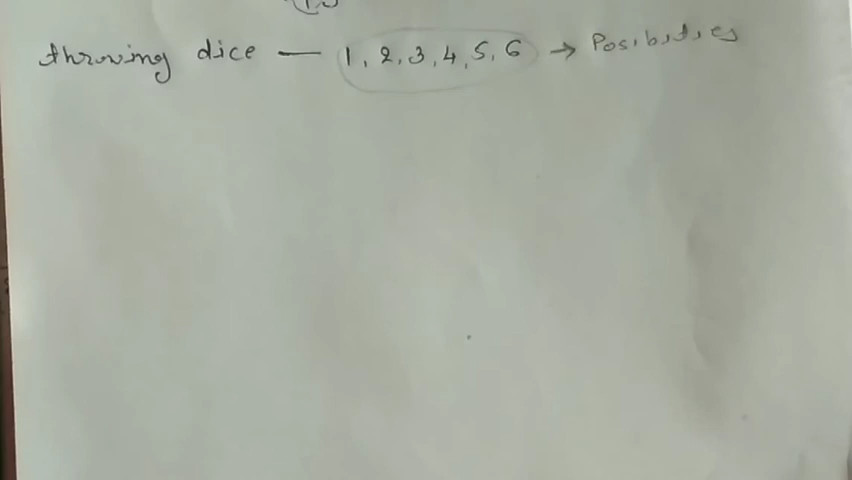 throwing dice — 1, 2, 3, 4, 5, 6 → Posibities